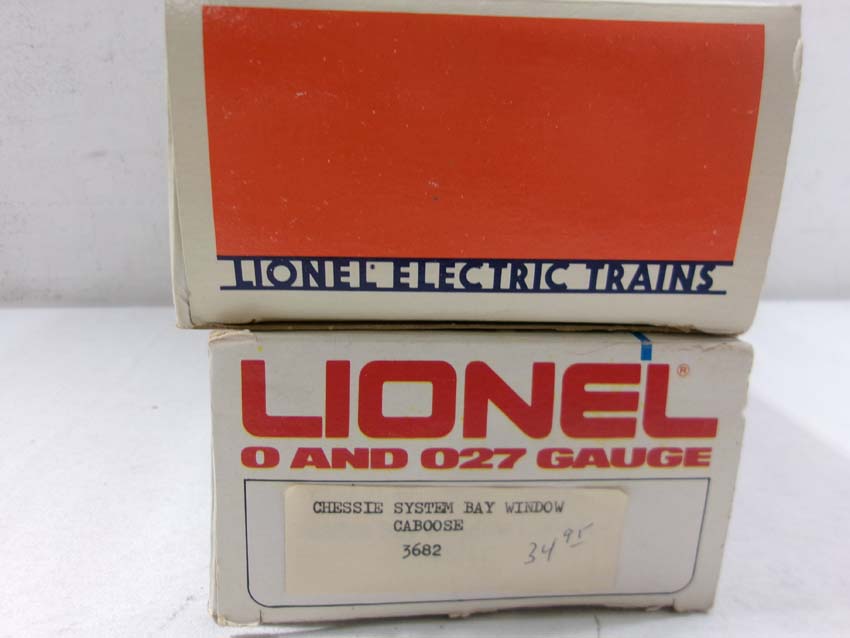 LIONEL ELECTRIC TRAINS
LIONEL®
O AND O27 GAUGE
CHESSIE SYSTEM BAY WINDOW
CABOOSE
3682
34 95